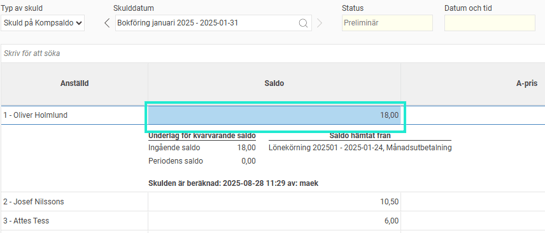 Typ av skuld Skulddatum Status Datum och tid
Skuld på Kompsaldo Bokföring januari 2025 - 2025-01-31 Preliminär
Skriv för att söka
Anställd Saldo A-pris
1 - Oliver Holmlund 18,00
Underlag för kvarvarande saldo Saldo hämtat från
Ingående saldo 18,00 Lönekörning 202501 - 2025-01-24, Månadsutbetalning
Periodens saldo 0,00
Skulden är beräknad: 2025-08-28 11:29 av: maek
2 - Josef Nilssons 10,50
3 - Attes Tess 6,00